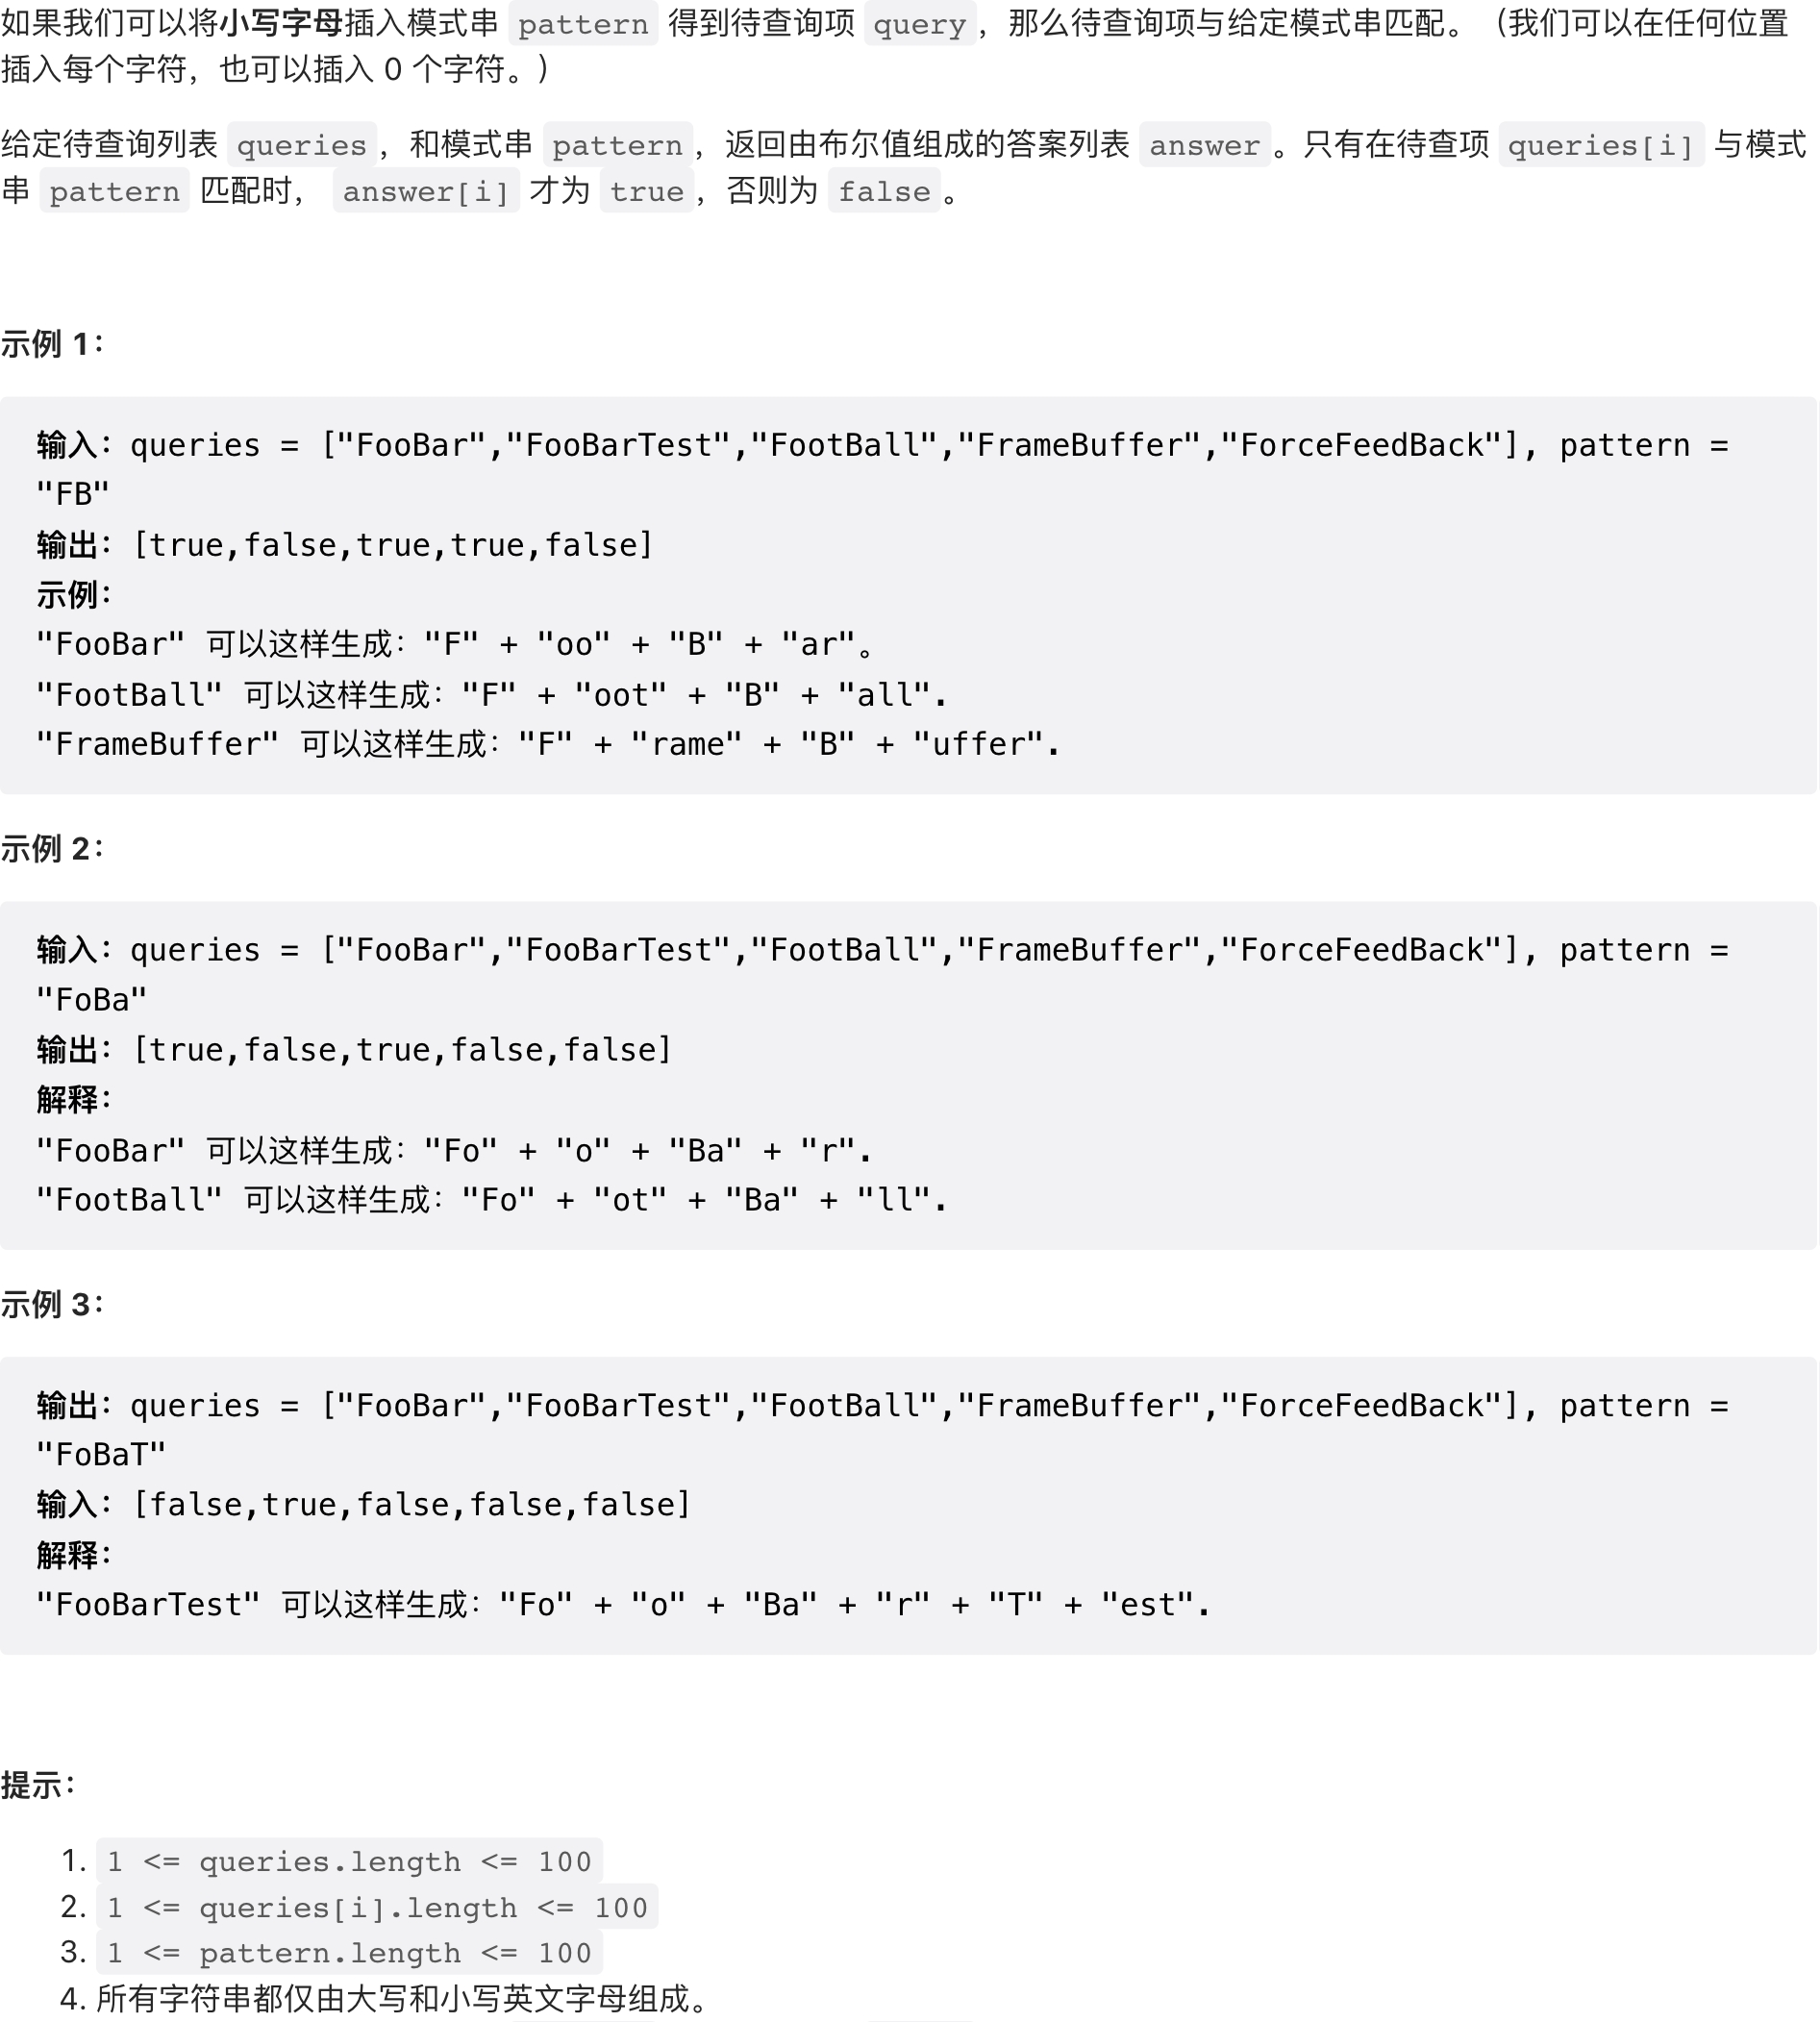 如果我们可以将小写字母插入模式串 pattern 得到待查询项 query，那么待查询项与给定模式串匹配。（我们可以在任何位置
插入每个字符，也可以插入 0 个字符。）
给定待查询列表 queries，和模式串 pattern，返回由布尔值组成的答案列表 answer。只有在待查项 queries[i] 与模式
串 pattern 匹配时， answer[i] 才为 true，否则为 false。
示例 1：
输入：queries = ["FooBar","FooBarTest","FootBall","FrameBuffer","ForceFeedBack"], pattern =
"FB"
输出：[true,false,true,true,false]
示例：
"FooBar" 可以这样生成："F" + "oo" + "B" + "ar"。
"FootBall" 可以这样生成："F" + "oot" + "B" + "all".
"FrameBuffer" 可以这样生成："F" + "rame" + "B" + "uffer".
示例 2：
输入：queries = ["FooBar","FooBarTest","FootBall","FrameBuffer","ForceFeedBack"], pattern =
"FoBa"
输出：[true,false,true,false,false]
解释：
"FooBar" 可以这样生成："Fo" + "o" + "Ba" + "r".
"FootBall" 可以这样生成："Fo" + "ot" + "Ba" + "ll".
示例 3：
输出：queries = ["FooBar","FooBarTest","FootBall","FrameBuffer","ForceFeedBack"], pattern =
"FoBaT"
输入：[false,true,false,false,false]
解释：
"FooBarTest" 可以这样生成："Fo" + "o" + "Ba" + "r" + "T" + "est".
提示：
1. 1 <= queries.length <= 100
2. 1 <= queries[i].length <= 100
3. 1 <= pattern.length <= 100
4. 所有字符串都仅由大写和小写英文字母组成。